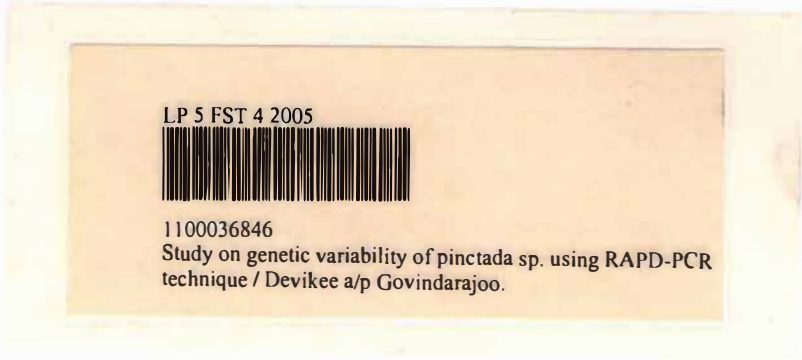 LP 5 FST 4 2005
1100036846
Study on genetic variability of pinctada sp. using RAPD-PCR
technique / Devikee a/p Govindarajoo.